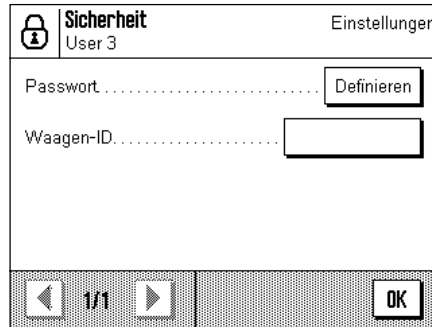 Sicherheit
Einstellungen
User 3
Passwort............................ Definieren
Waagen-ID.....................
1/1
OK